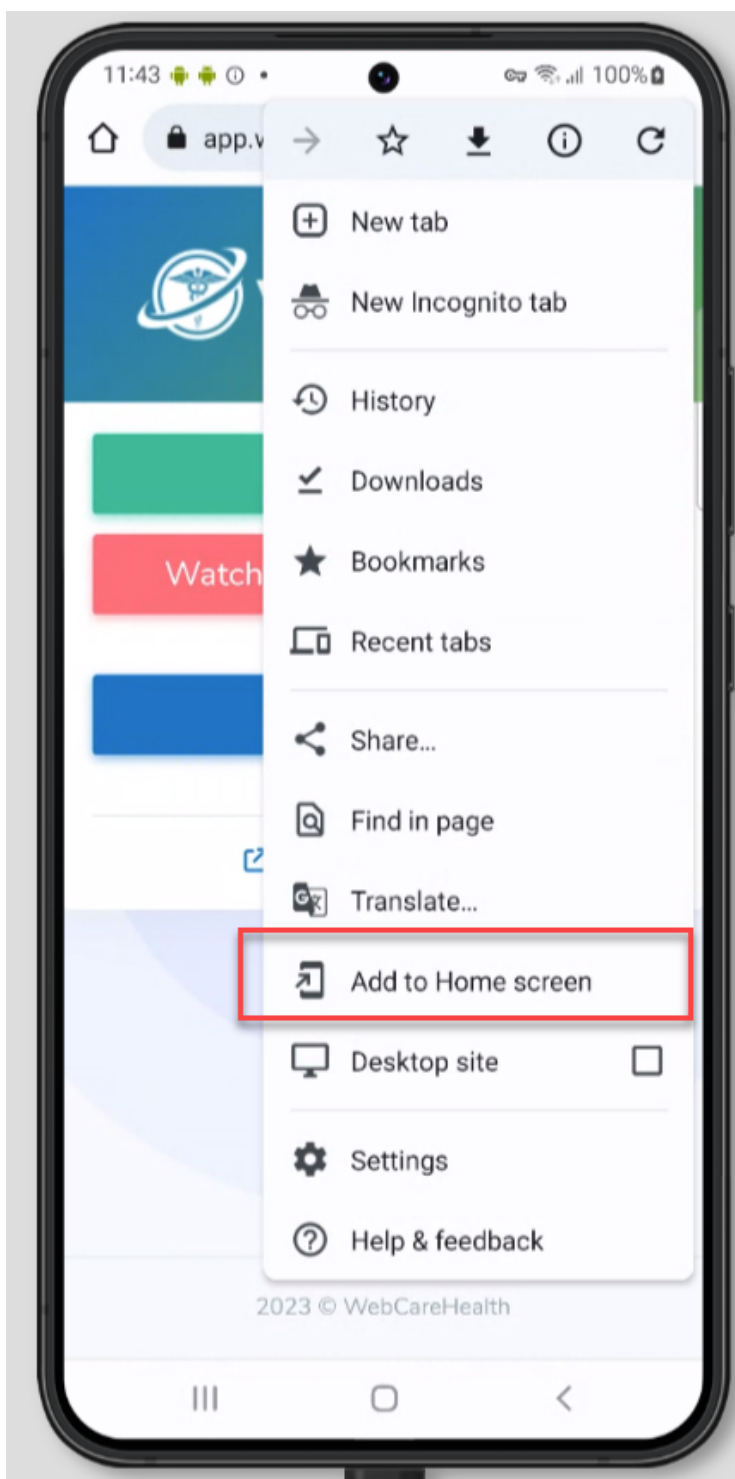 11:43
100%
app.w
New tab
New Incognito tab
History
Downloads
Bookmarks
Watch
Recent tabs
Share...
Find in page
Translate...
Add to Home screen
Desktop site
Settings
Help & feedback
2023 © WebCareHealth